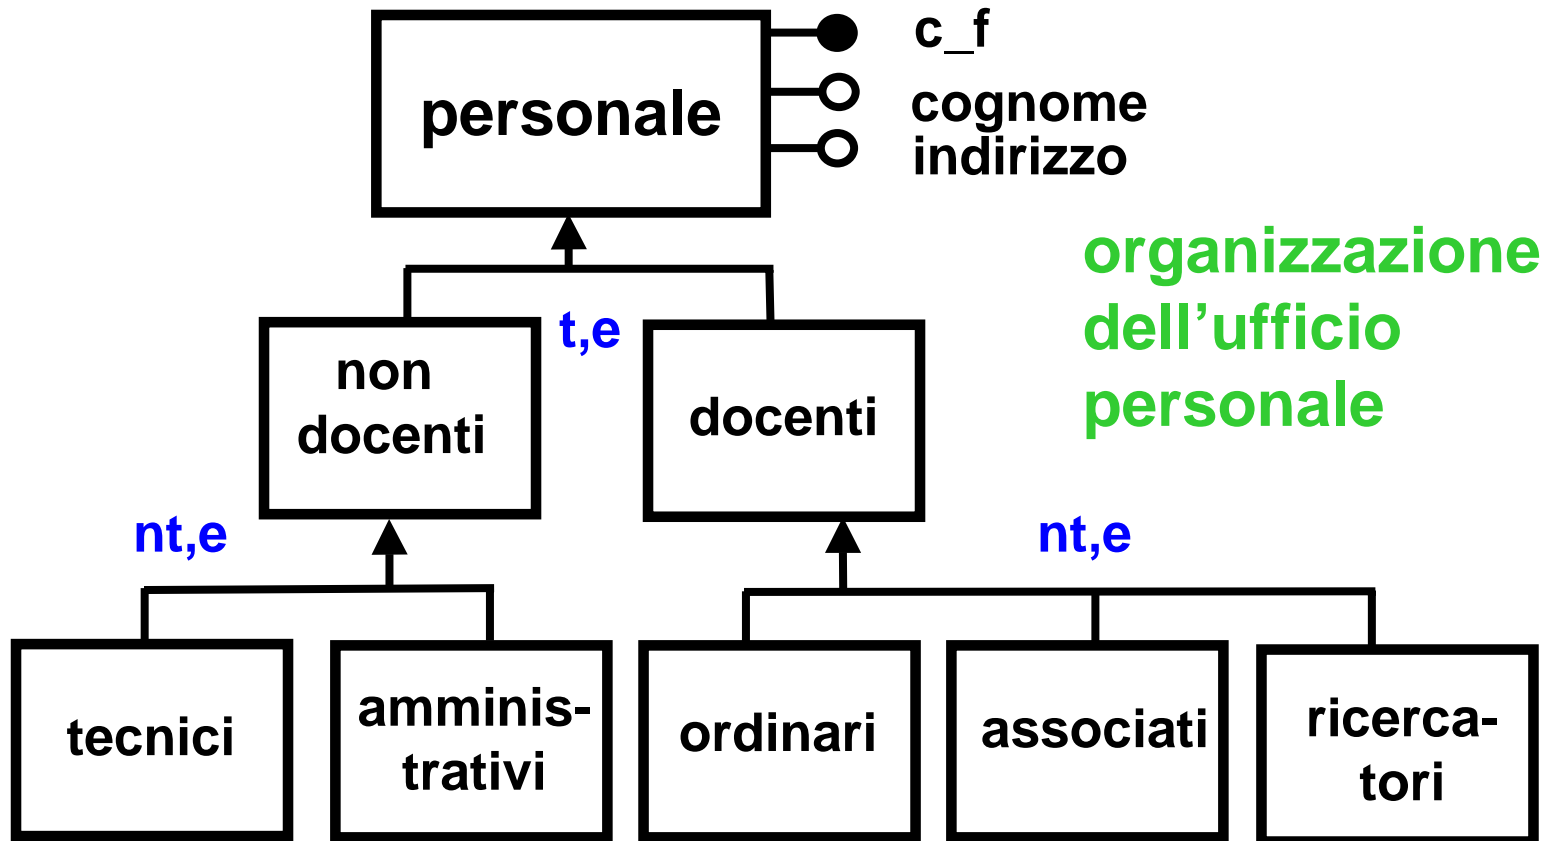 c_f
personale
cognome
indirizzo
organizzazione
dell’ufficio
personale
t,e
non
docenti
docenti
nt,e
nt,e
tecnici
amminis-
trativi
ordinari
associati
ricerca-
tori